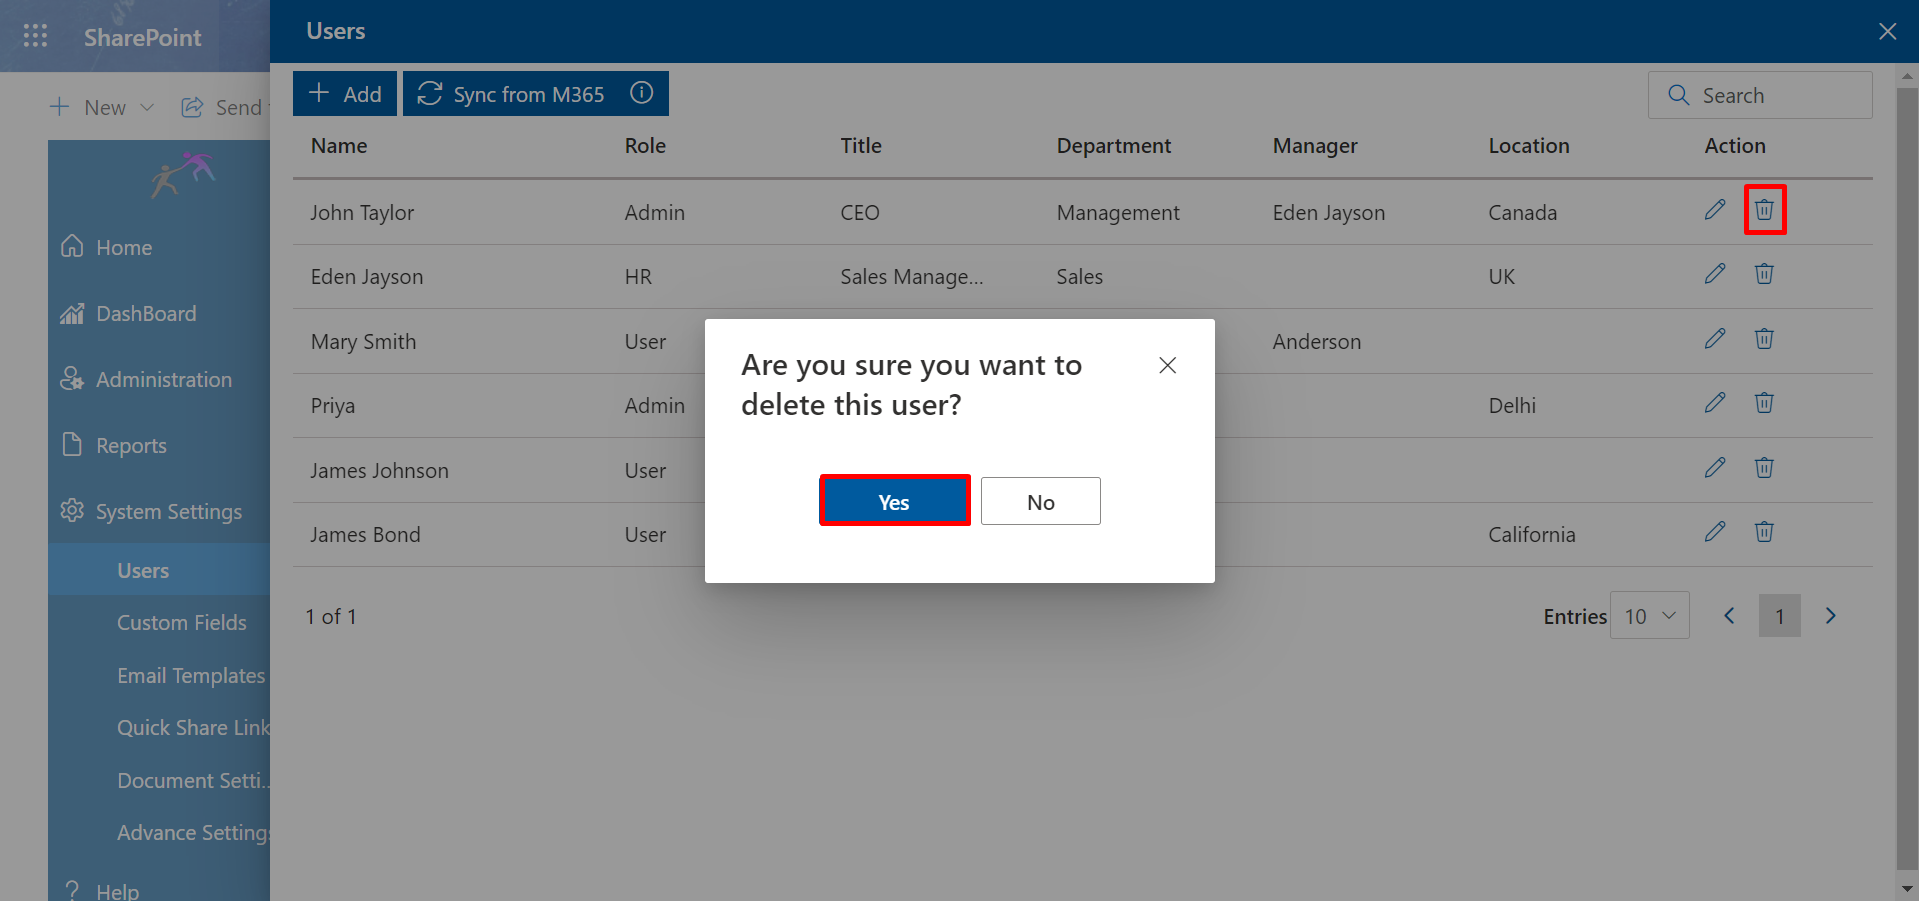 SharePoint
Users
New
Send
Add
Sync from M365
Search
Name Role Title Department Manager Location Action
John Taylor Admin CEO Management Eden Jayson Canada
Eden Jayson HR Sales Manage... Sales UK
Mary Smith User Anderson
Priya Admin Delhi
James Johnson User
James Bond User California
Are you sure you want to
delete this user?
Yes
No
1 of 1
Entries 10
1
Home
DashBoard
Administration
Reports
System Settings
Users
Custom Fields
Email Templates
Quick Share Link
Document Setti..
Advance Settings
Help